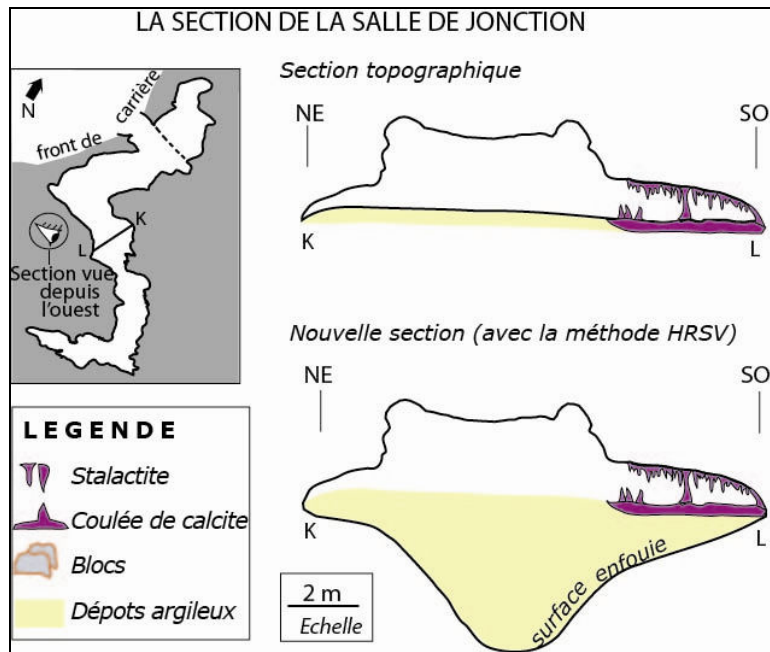 LA SECTION DE LA SALLE DE JONCTION
N
front de
carrière
K
L
Section vue
depuis
l'ouest
Section topographique
NE
SO
K
L
Nouvelle section (avec la méthode HRSV)
NE
SO
K
L
surface enfouie
2 m
Echelle
LEGENDE
Stalactite
Coulée de calcite
Blocs
Dépots argileux